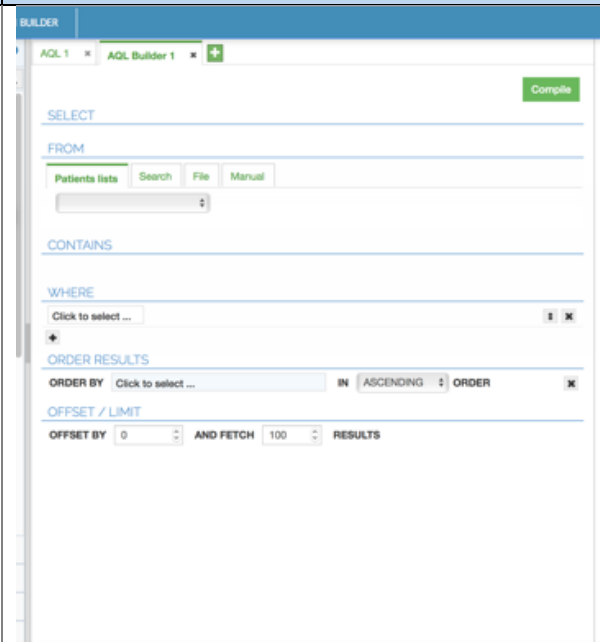 BUILDER
AQL 1 × AQL Builder 1 × +
Compile
SELECT
FROM
Patients lists Search File Manual
CONTAINS
WHERE
Click to select ...
+
ORDER RESULTS
ORDER BY Click to select ... IN ASCENDING ORDER
OFFSET / LIMIT
OFFSET BY 0 AND FETCH 100 RESULTS